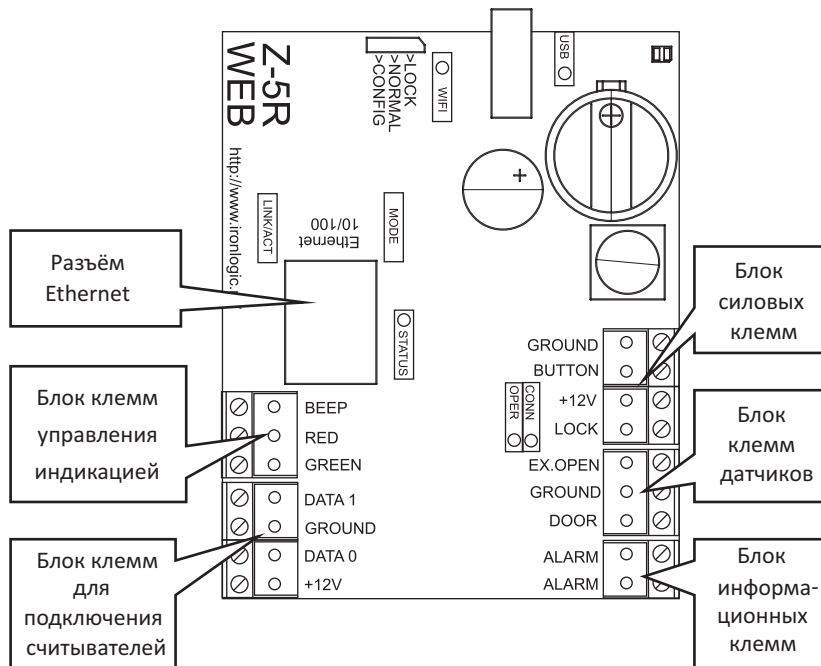 Z-5R
WEB
http://www.ironlogic.
>LOCK
>NORMAL
>CONFIG
WIFI
USB
+
LINK/ACT
Ethernet
10/100
MODE
STATUS
Разъём
Ethernet
Блок клемм
управления
индикацией
Блок клемм
для
подключения
считывателей
BEEP
RED
GREEN
DATA 1
GROUND
DATA 0
+12V
CONN
OPER
GROUND
BUTTON
+12V
LOCK
EX.OPEN
GROUND
DOOR
ALARM
ALARM
Блок
силовых
клемм
Блок
клемм
датчиков
Блок
информа-
ционных
клемм